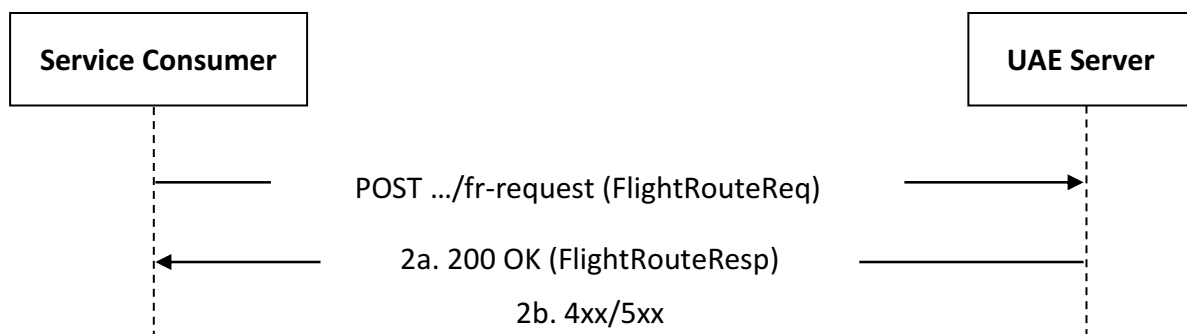 Service Consumer
UAE Server
POST .../fr-request (FlightRouteReq)
2a. 200 OK (FlightRouteResp)
2b. 4xx/5xx